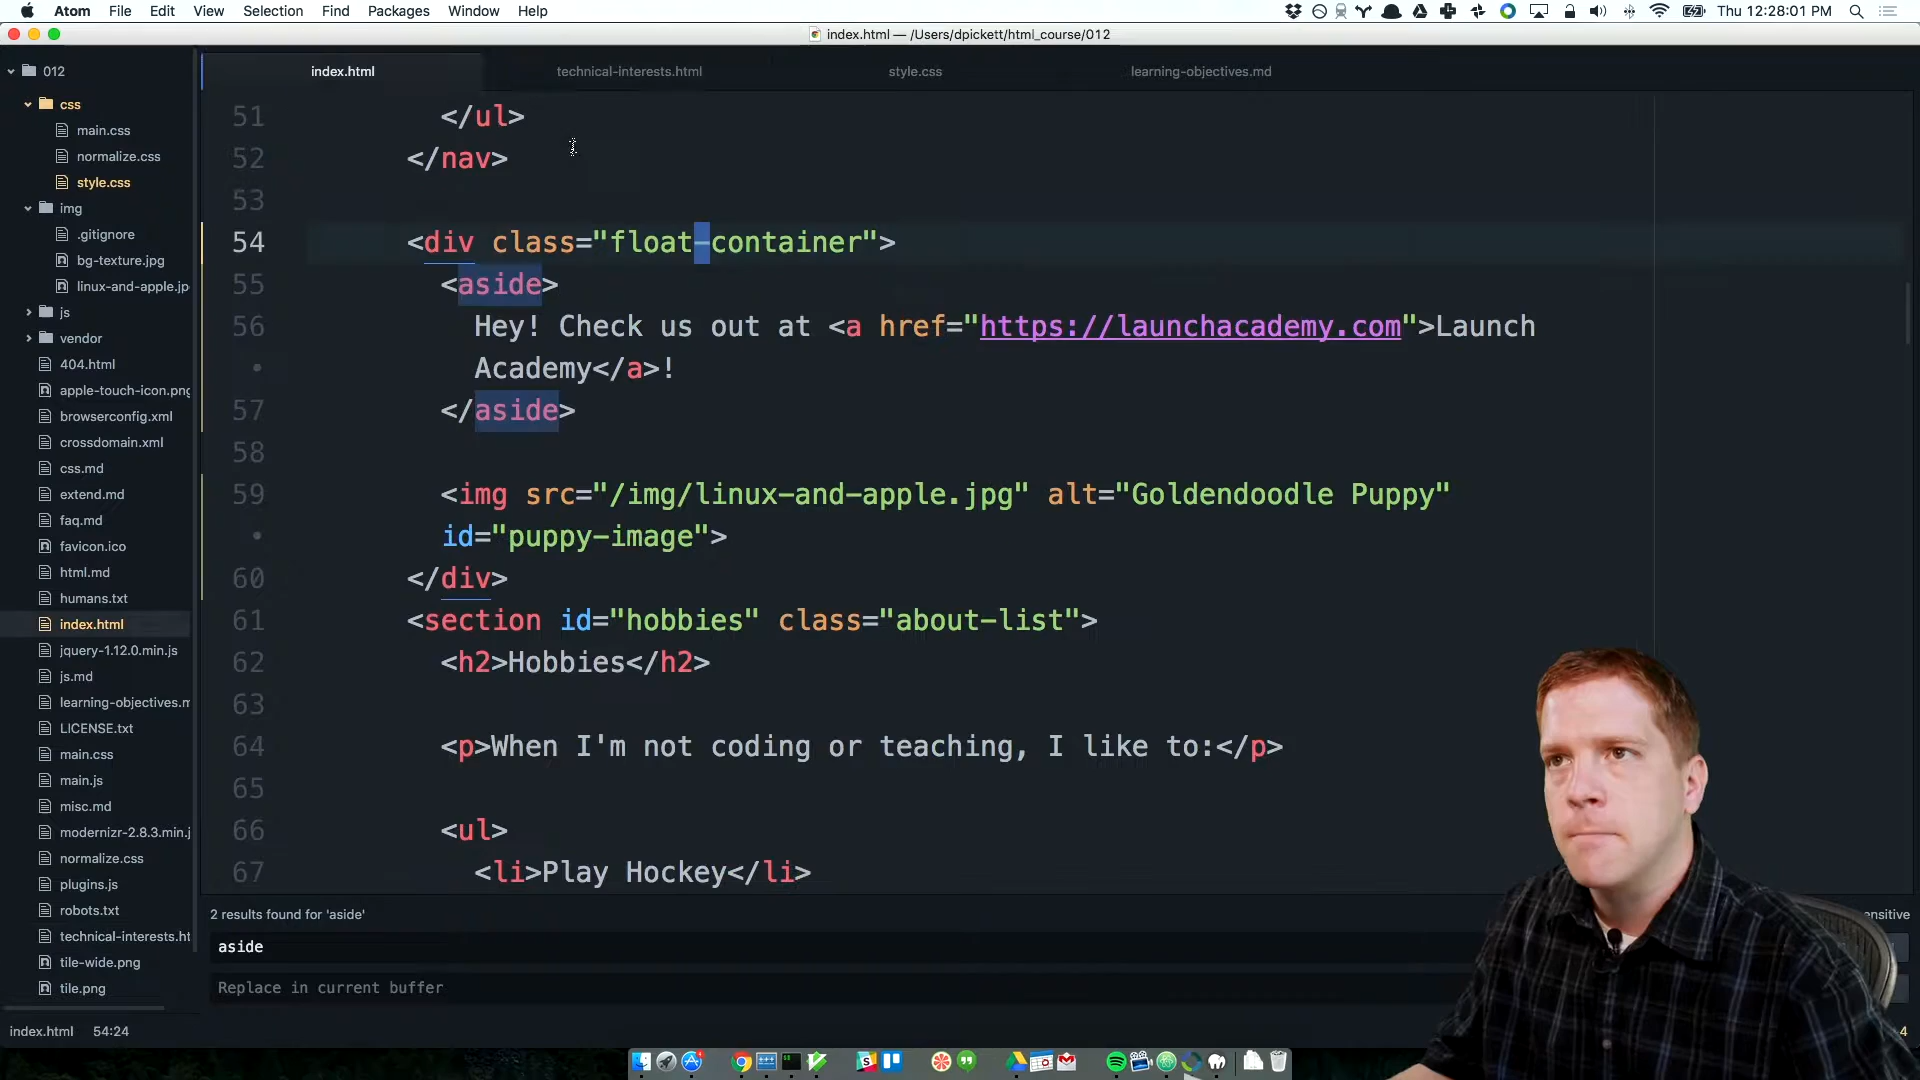 Atom File Edit View Selection Find Packages Window Help
Thu 12:28:01 PM
index.html — /Users/dpickett/html_course/012
012
css
main.css
normalize.css
style.css
img
.gitignore
bg-texture.jpg
linux-and-apple.jp
js
vendor
404.html
apple-touch-icon.png
browserconfig.xml
crossdomain.xml
css.md
extend.md
faq.md
favicon.ico
html.md
humans.txt
index.html
jquery-1.12.0.min.js
js.md
learning-objectives.m
LICENSE.txt
main.css
main.js
misc.md
modernizr-2.8.3.min.j
normalize.css
plugins.js
robots.txt
technical-interests.ht
tile-wide.png
tile.png
index.html technical-interests.html style.css learning-objectives.md
51 </ul>
52 </nav>
53
54 <div class="float-container">
55 <aside>
56 Hey! Check us out at <a href="https://launchacademy.com">Launch
• Academy</a>!
57 </aside>
58
59 <img src="/img/linux-and-apple.jpg" alt="Goldendoodle Puppy"
• id="puppy-image">
60 </div>
61 <section id="hobbies" class="about-list">
62 <h2>Hobbies</h2>
63
64 <p>When I'm not coding or teaching, I like to:</p>
65
66 <ul>
67 <li>Play Hockey</li>
2 results found for 'aside'
ensitive
aside
Replace in current buffer
index.html 54:24
4